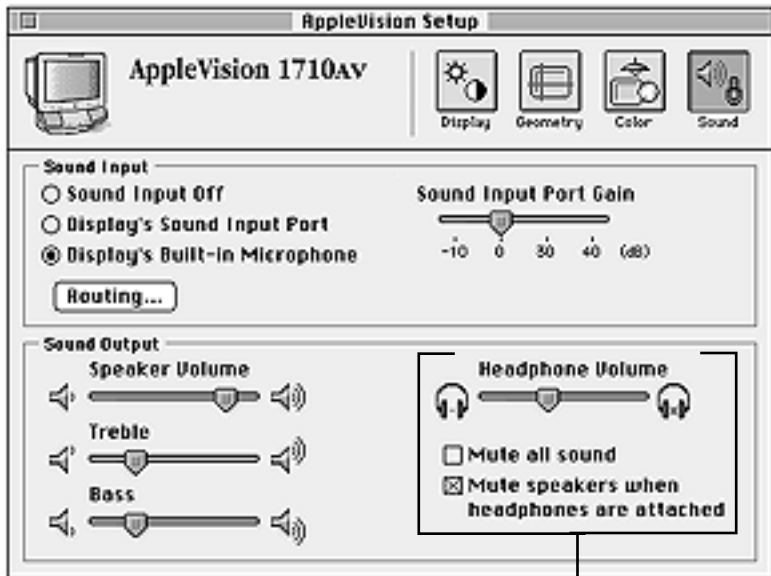 AppleVision Setup
AppleVision 1710AV
Display
Geometry
Color
Sound
Sound Input
Sound Input Off
Display's Sound Input Port
Display's Built-in Microphone
Routing...
Sound Input Port Gain
-10 0 30 40 (dB)
Sound Output
Speaker Volume
Treble
Bass
Headphone Volume
Mute all sound
Mute speakers when
headphones are attached